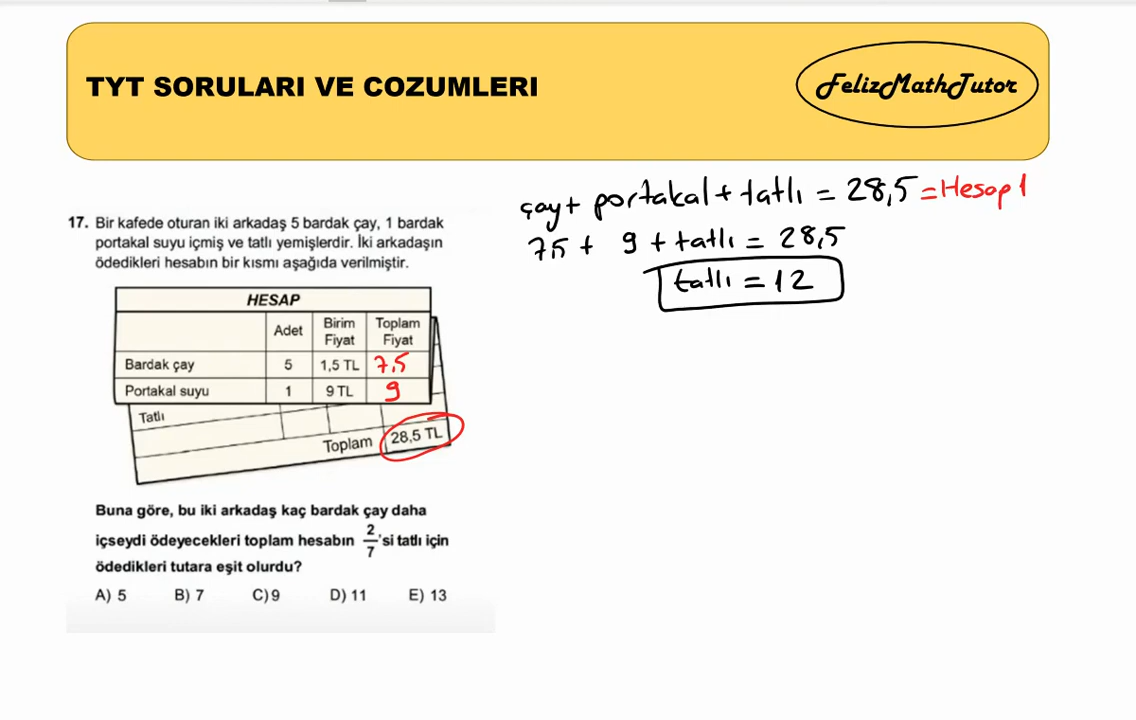 TYT SORULARI VE COZUMLERI
FelizMathTutor
17. Bir kafede oturan iki arkadaş 5 bardak çay, 1 bardak
portakal suyu içmiş ve tatlı yemişlerdir. İki arkadaşın
ödedikleri hesabın bir kısmı aşağıda verilmiştir.
HESAP
Adet Birim Fiyat Toplam Fiyat
Bardak çay 5 1,5 TL 7,5
Portakal suyu 1 9 TL 9
Tatlı
Toplam 28,5 TL
Buna göre, bu iki arkadaş kaç bardak çay daha
içseydi ödeyecekleri toplam hesabın 2/7'si tatlı için
ödedikleri tutara eşit olurdu?
A) 5 B) 7 C) 9 D) 11 E) 13
çay + portakal + tatlı = 28,5 = Hesap 1
7,5 + 9 + tatlı = 28,5
tatlı = 12